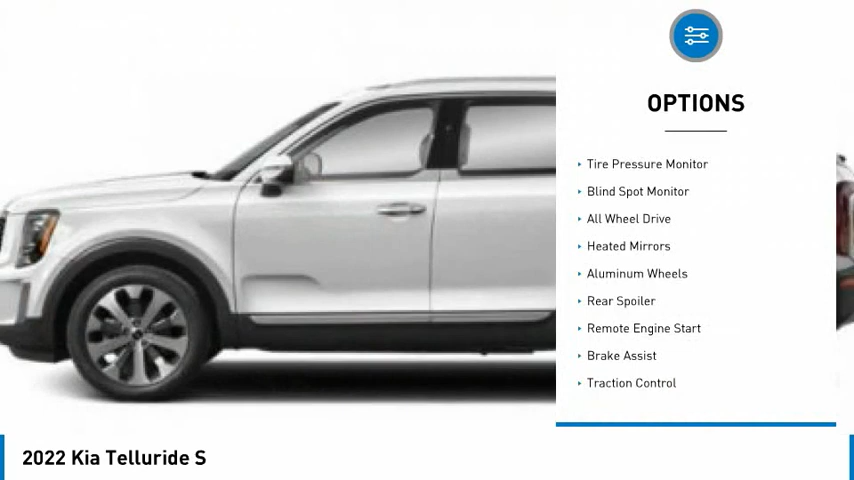 OPTIONS
Tire Pressure Monitor
Blind Spot Monitor
All Wheel Drive
Heated Mirrors
Aluminum Wheels
Rear Spoiler
Remote Engine Start
Brake Assist
Traction Control
2022 Kia Telluride S